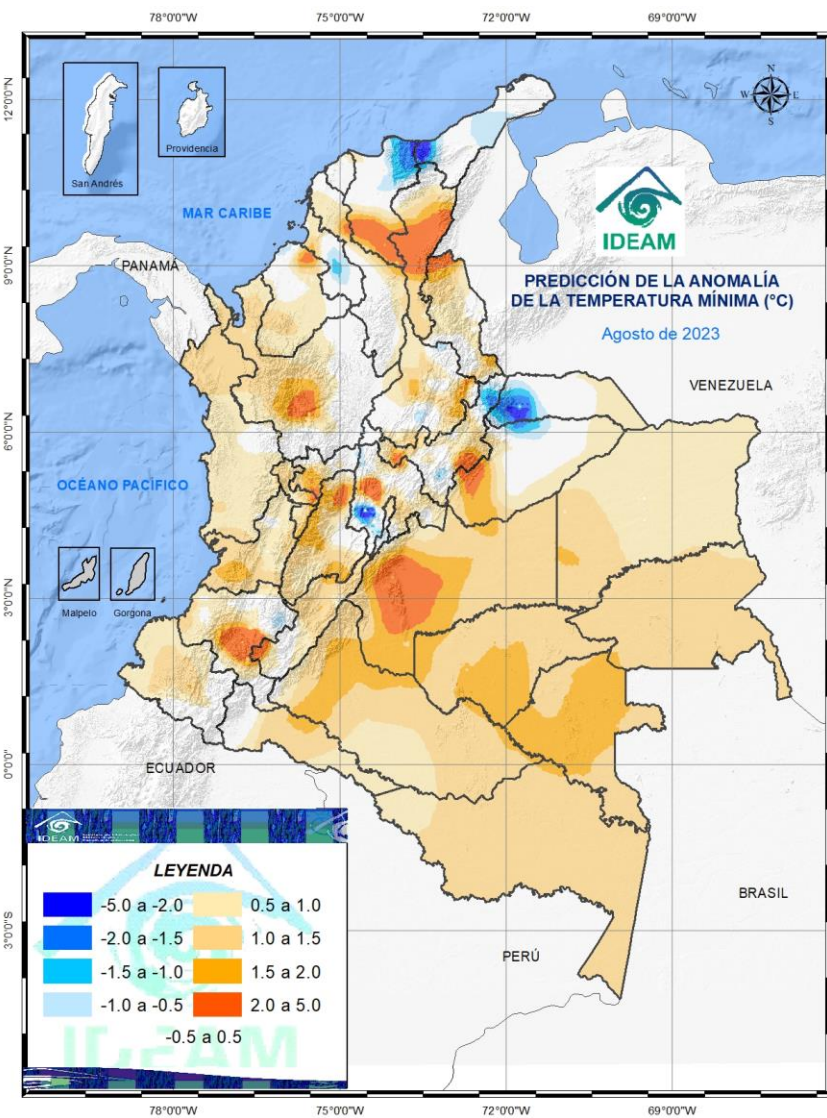 78°0'0"W 75°0'0"W 72°0'0"W 69°0'0"W
12°0'0"N
9°0'0"N
6°0'0"N
3°0'0"N
0°0'0"
3°0'0"S
N
W E
S
San Andrés
Providencia
MAR CARIBE
IDEAM
PANAMÁ
PREDICCIÓN DE LA ANOMALÍA
DE LA TEMPERATURA MÍNIMA (°C)
Agosto de 2023
VENEZUELA
OCÉANO PACÍFICO
Malpelo Gorgona
ECUADOR
BRASIL
PERÚ
IDEAM
LEYENDA
-5.0 a -2.0 0.5 a 1.0
-2.0 a -1.5 1.0 a 1.5
-1.5 a -1.0 1.5 a 2.0
-1.0 a -0.5 2.0 a 5.0
-0.5 a 0.5
IDEAM
78°0'0"W 75°0'0"W 72°0'0"W 69°0'0"W